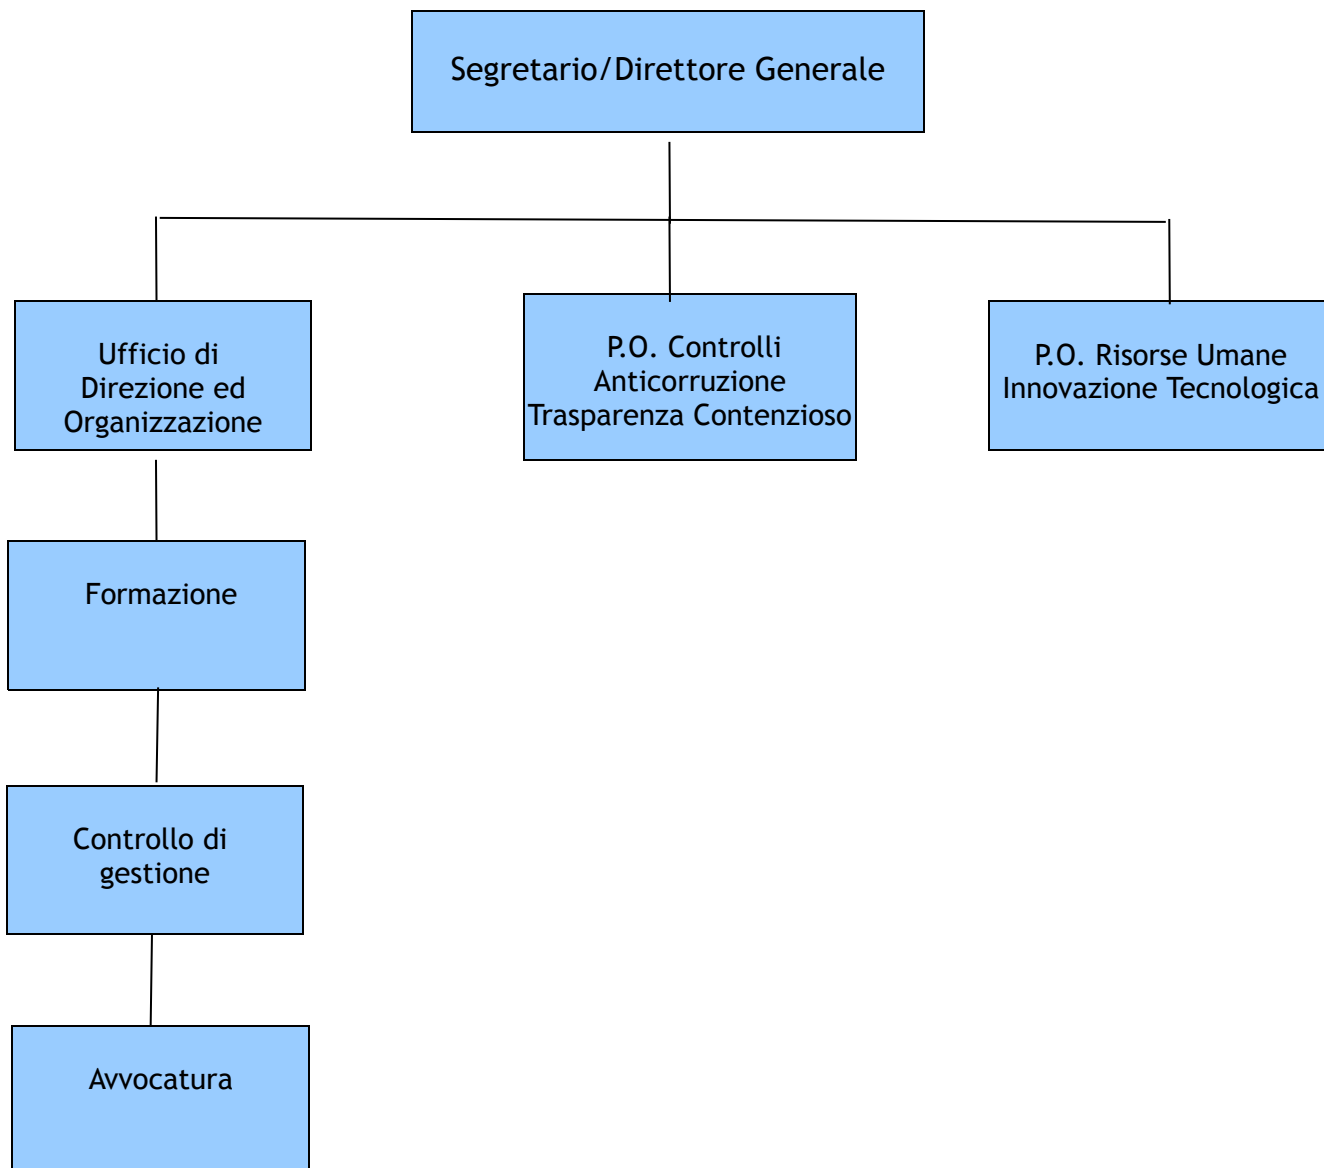 Segretario/Direttore Generale
Ufficio di
Direzione ed
Organizzazione
P.O. Controlli
Anticorruzione
Trasparenza Contenzioso
P.O. Risorse Umane
Innovazione Tecnologica
Formazione
Controllo di
gestione
Avvocatura